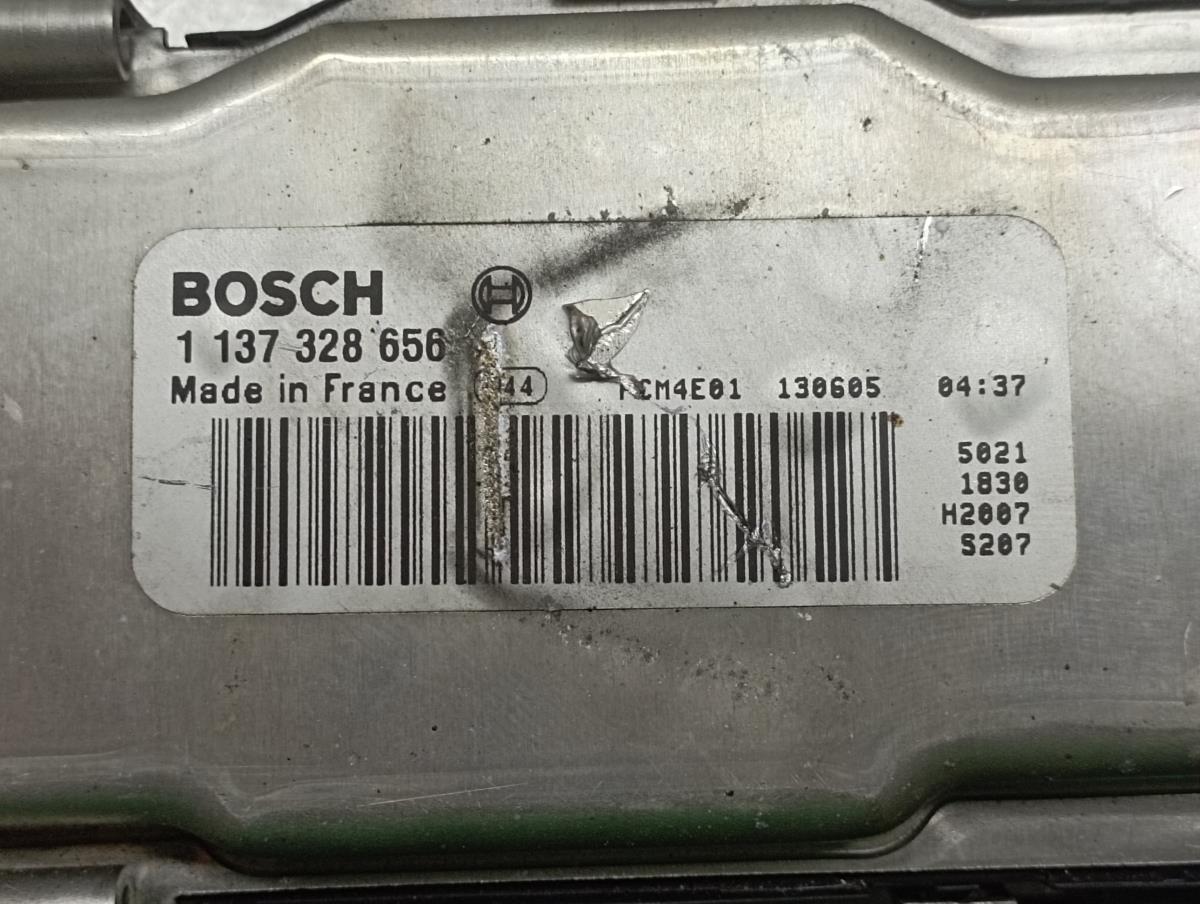 BOSCH
1 137 328 656
Made in France
130605 04:37
5021
1830
H2007
S207